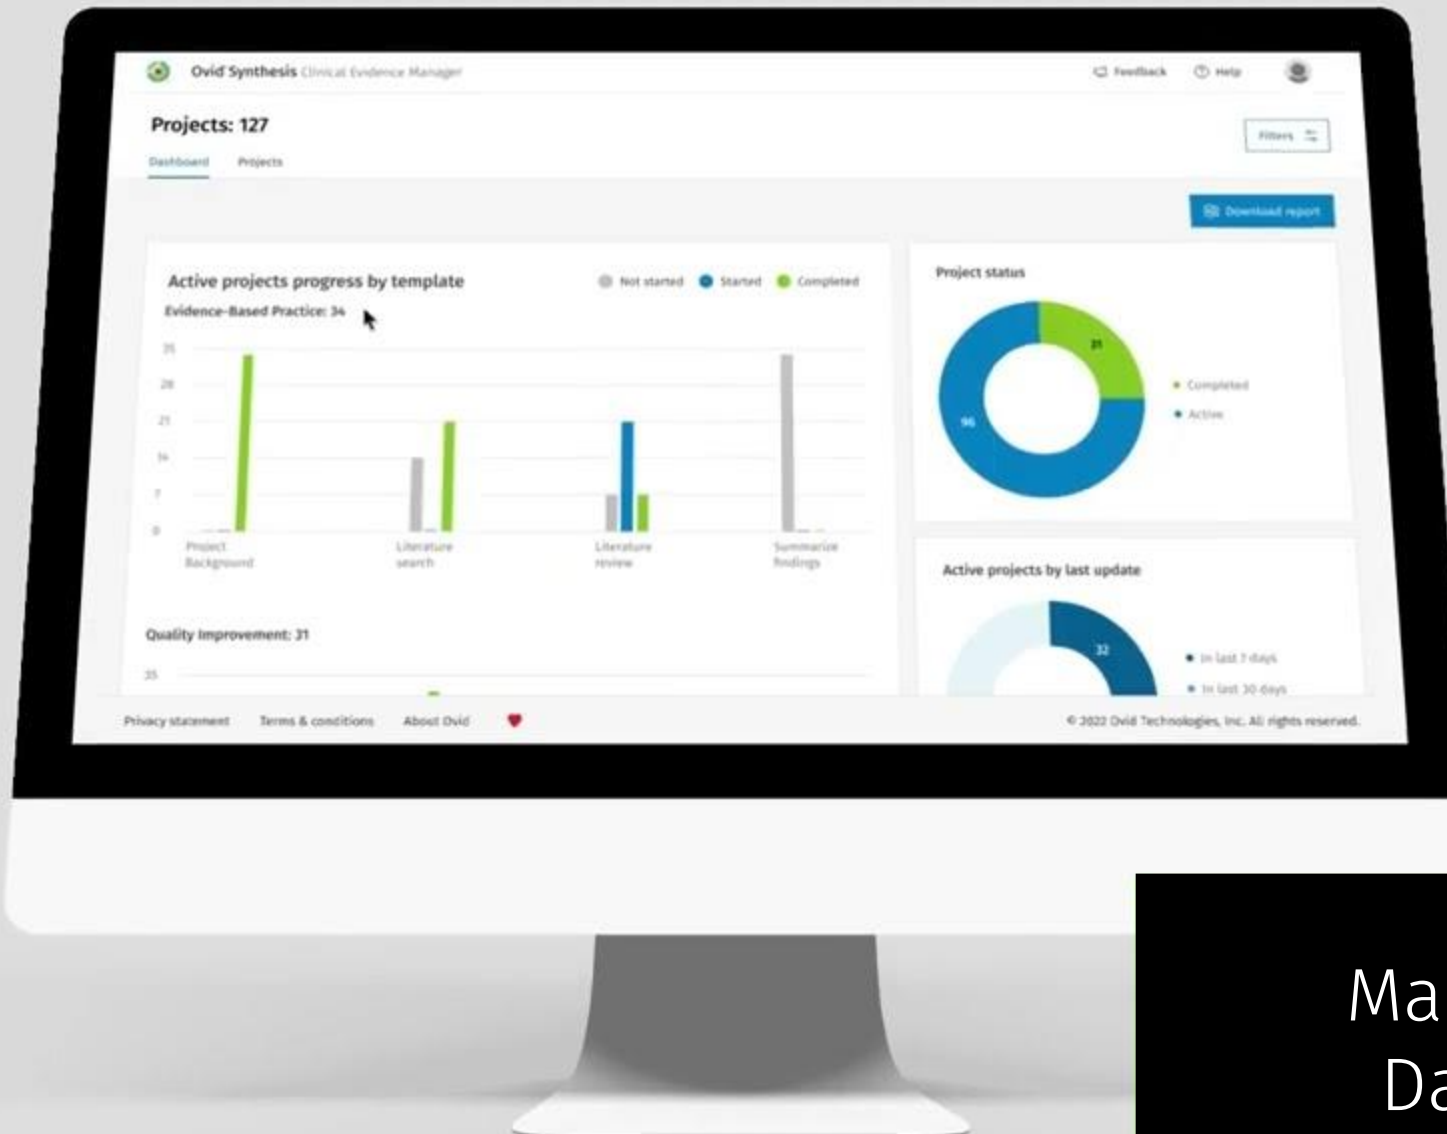 Ovid Synthesis Clinical Evidence Manager
Feedback Help
Projects: 127
Filters
Dashboard Projects
Download report
Active projects progress by template
Not started Started Completed
Evidence-Based Practice: 34
35
28
21
14
7
0
Project Background
Literature search
Literature review
Summarize findings
Quality Improvement: 31
35
Project status
31
96
Completed
Active
Active projects by last update
32
In last 7 days
In last 30 days
Privacy statement Terms & conditions About Ovid
© 2022 Ovid Technologies, Inc. All rights reserved.
Ma
Da